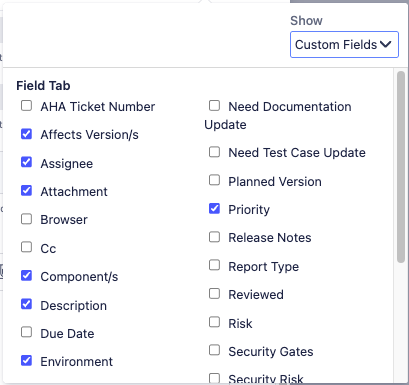 Show
Custom Fields
Field Tab
AHA Ticket Number
Affects Version/s
Assignee
Attachment
Browser
Cc
Component/s
Description
Due Date
Environment
Need Documentation
Update
Need Test Case Update
Planned Version
Priority
Release Notes
Report Type
Reviewed
Risk
Security Gates
Security Risk